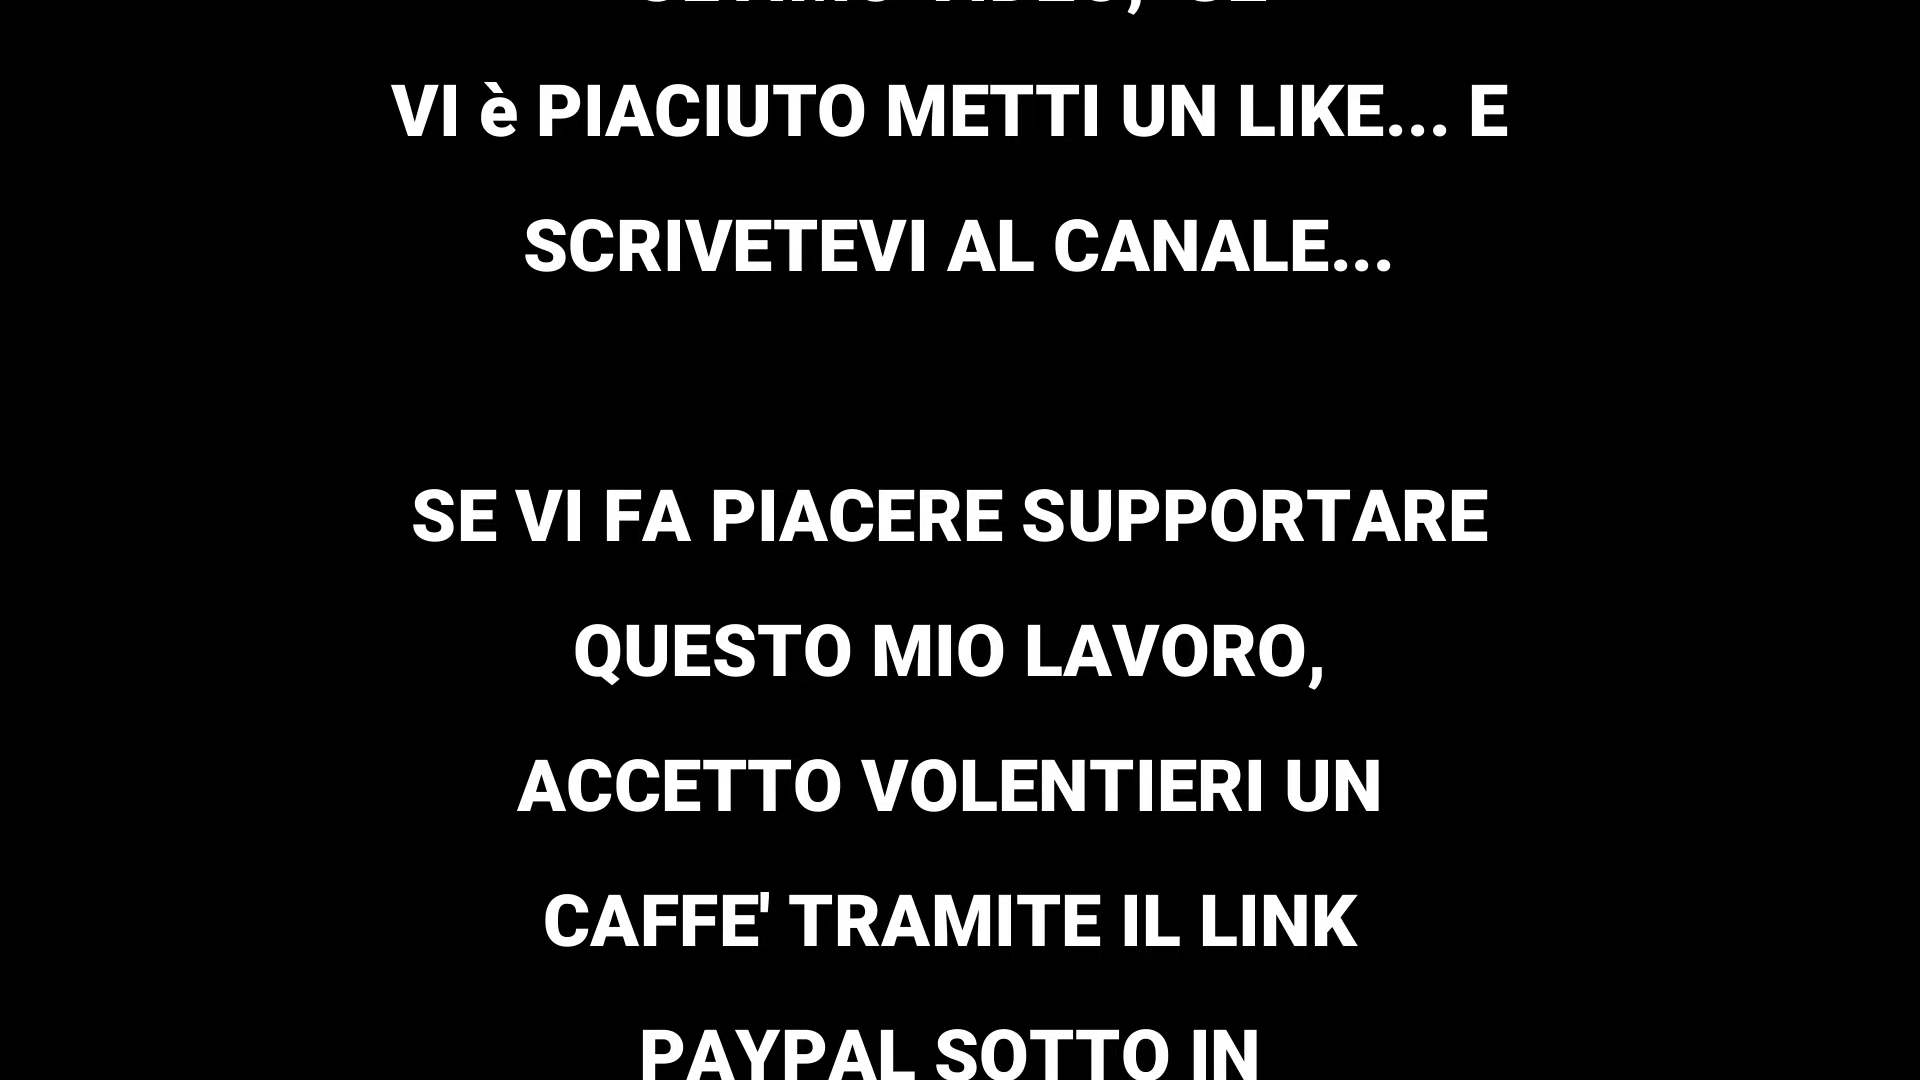 VI è PIACIUTO METTI UN LIKE... E
SCRIVETEVI AL CANALE...
SE VI FA PIACERE SUPPORTARE
QUESTO MIO LAVORO,
ACCETTO VOLENTIERI UN
CAFFE' TRAMITE IL LINK
PAYPAL SOTTO IN